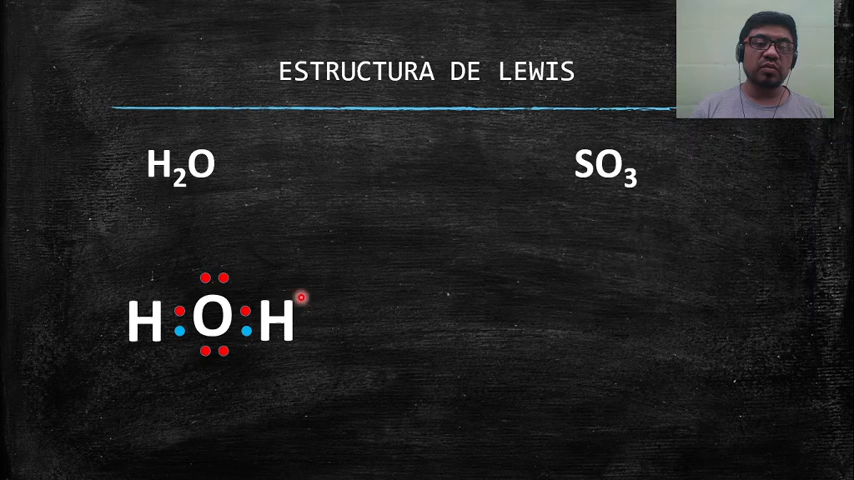 ESTRUCTURA DE LEWIS
H₂O
SO₃
H:O:H